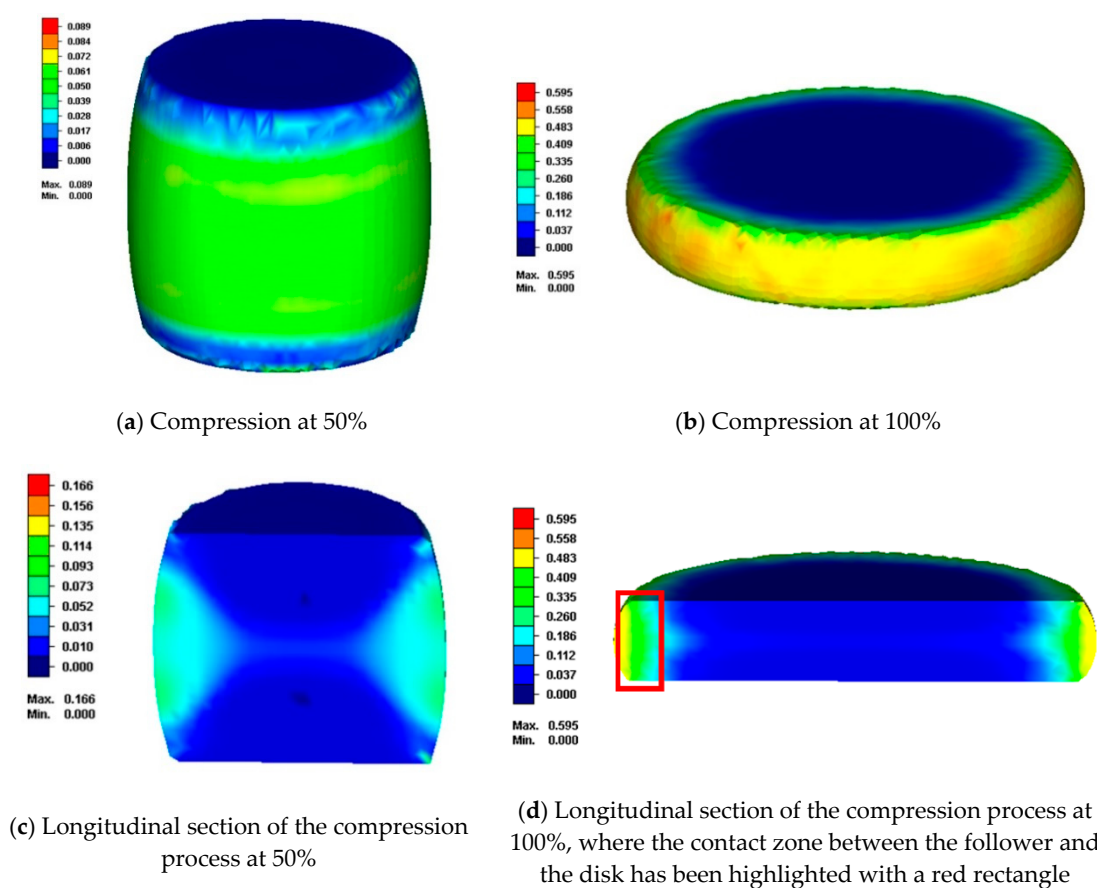 0.089
0.084
0.072
0.061
0.050
0.039
0.028
0.017
0.006
0.000
Max. 0.089
Min. 0.000
(a) Compression at 50%
0.595
0.558
0.483
0.409
0.335
0.260
0.186
0.112
0.037
0.000
Max. 0.595
Min. 0.000
(b) Compression at 100%
0.166
0.156
0.135
0.114
0.093
0.073
0.052
0.031
0.010
0.000
Max. 0.166
Min. 0.000
(c) Longitudinal section of the compression
process at 50%
0.595
0.558
0.483
0.409
0.335
0.260
0.186
0.112
0.037
0.000
Max. 0.595
Min. 0.000
(d) Longitudinal section of the compression process at
100%, where the contact zone between the follower and
the disk has been highlighted with a red rectangle